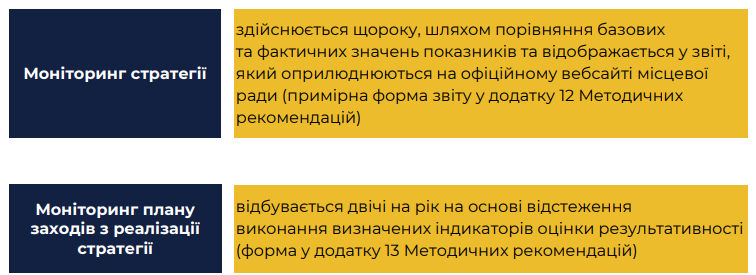 Моніторинг стратегії
здійснюється щороку, шляхом порівняння базових
та фактичних значень показників та відображається у звіті,
який оприлюднюються на офіційному вебсайті місцевої
ради (примірна форма звіту у додатку 12 Методичних
рекомендацій)
Моніторинг плану
заходів з реалізації
стратегії
відбувається двічі на рік на основі відстеження
виконання визначених індикаторів оцінки результативності
(форма у додатку 13 Методичних рекомендацій)